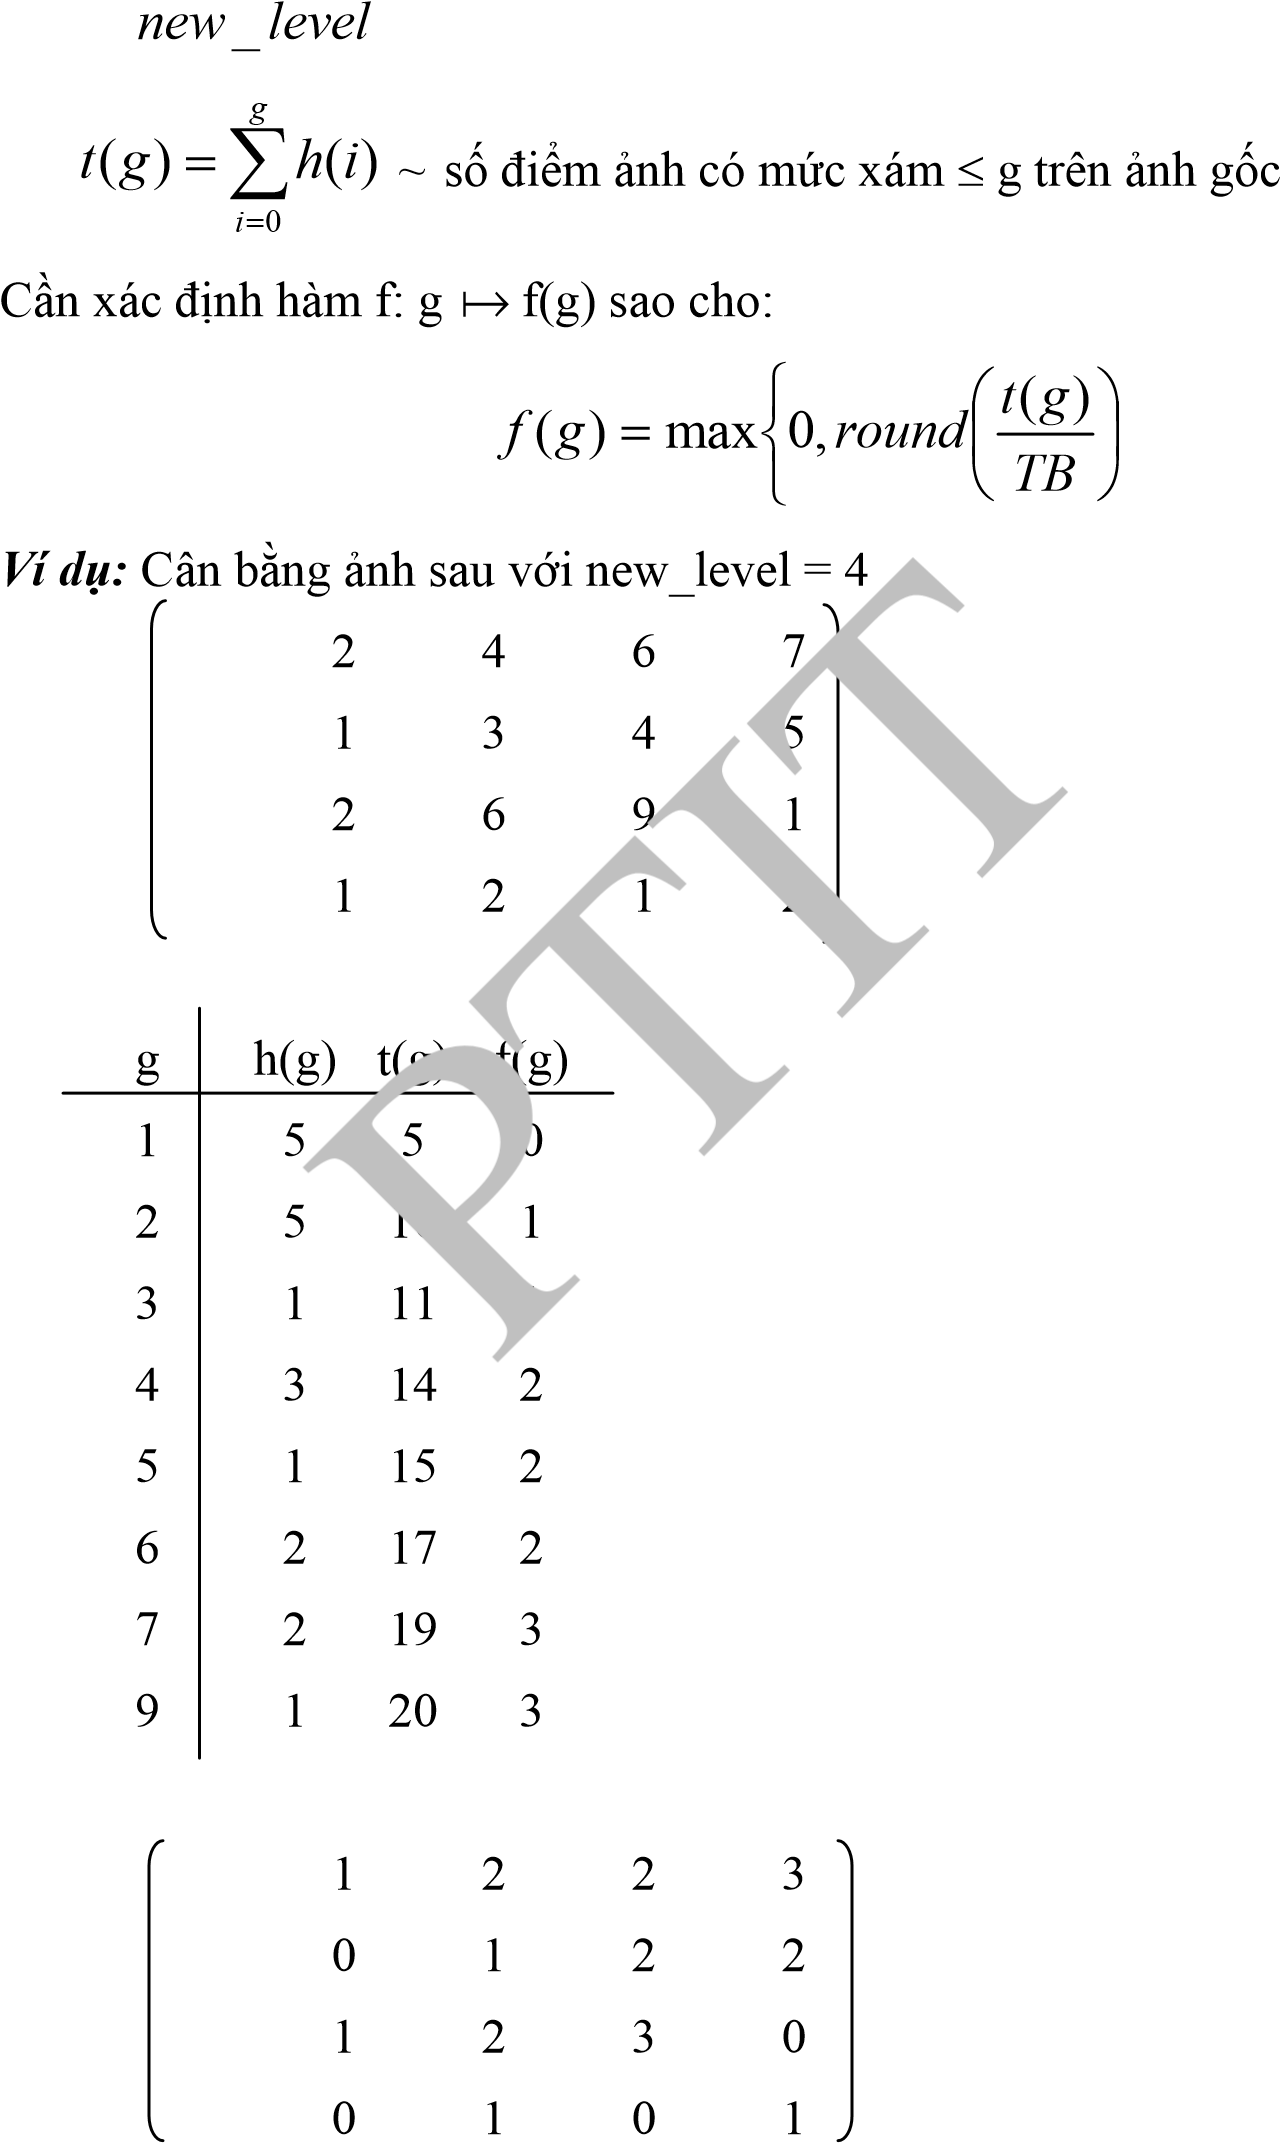 new_level
t(g) = ∑_{i=0}^{g} h(i) ~ số điểm ảnh có mức xám ≤ g trên ảnh gốc
Cần xác định hàm f: g ↦ f(g) sao cho:
f(g) = max{0, round(t(g)/TB)
Ví dụ: Cân bằng ảnh sau với new_level = 4
2 4 6 7
1 3 4 5
2 6 9 1
1 2 1
g h(g) t(g) f(g)
1 5 5 0
2 5 1
3 1 11
4 3 14 2
5 1 15 2
6 2 17 2
7 2 19 3
9 1 20 3
1 2 2 3
0 1 2 2
1 2 3 0
0 1 0 1
PTIT